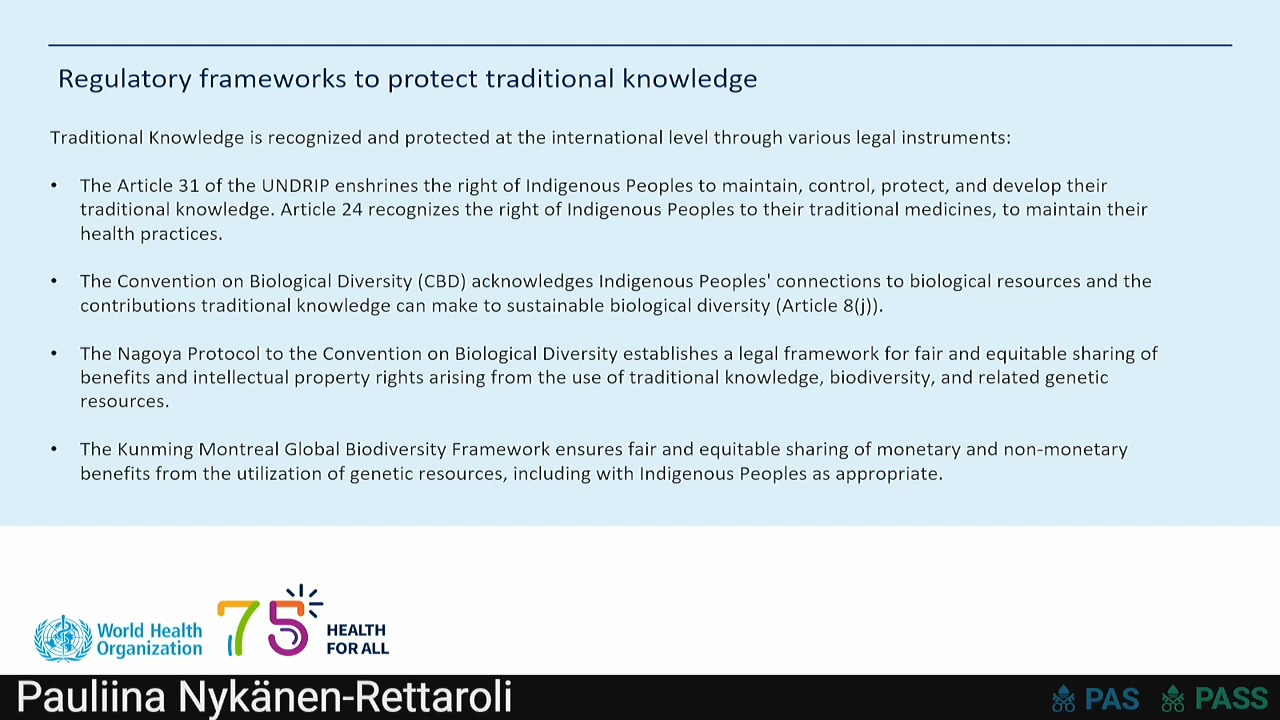 Regulatory frameworks to protect traditional knowledge
Traditional Knowledge is recognized and protected at the international level through various legal instruments:
• The Article 31 of the UNDRIP enshrines the right of Indigenous Peoples to maintain, control, protect, and develop their
traditional knowledge. Article 24 recognizes the right of Indigenous Peoples to their traditional medicines, to maintain their
health practices.
• The Convention on Biological Diversity (CBD) acknowledges Indigenous Peoples' connections to biological resources and the
contributions traditional knowledge can make to sustainable biological diversity (Article 8(j)).
• The Nagoya Protocol to the Convention on Biological Diversity establishes a legal framework for fair and equitable sharing of
benefits and intellectual property rights arising from the use of traditional knowledge, biodiversity, and related genetic
resources.
• The Kunming Montreal Global Biodiversity Framework ensures fair and equitable sharing of monetary and non-monetary
benefits from the utilization of genetic resources, including with Indigenous Peoples as appropriate.
World Health
Organization
75
HEALTH
FOR ALL
Pauliina Nykänen-Rettaroli
PAS
PASS